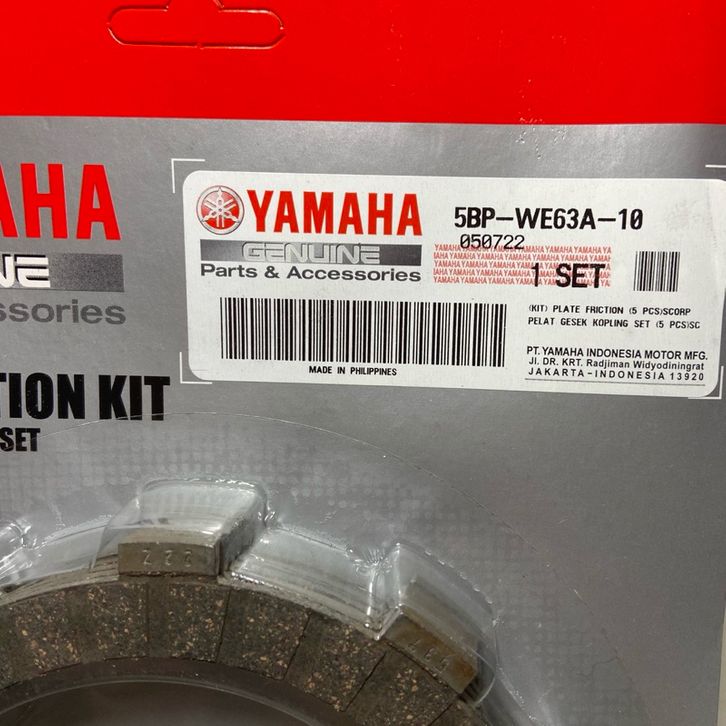 AHA
NE
ssories
TION KIT
SET
YAMAHA
GENUINE
Parts & Accessories
5BP-WE63A-10
050722
1 SET
(KIT) PLATE FRICTION (5 PCS)SCORP
PELAT GESEK KOPLING SET (5 PCS)SC
MADE IN PHILIPPINES
PT. YAMAHA INDONESIA MOTOR MFG.
Jl. DR. KRT. Radjiman Widyodiningrat
JAKARTA-INDONESIA 13920